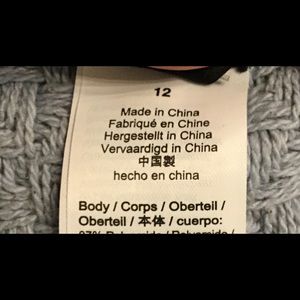 12
Made in China
Fabriqué en Chine
Hergestellt in China
Vervaardigd in China
中国製
hecho en china
Body / Corps / Oberteil /
Oberteil / 本体 / cuerpo: